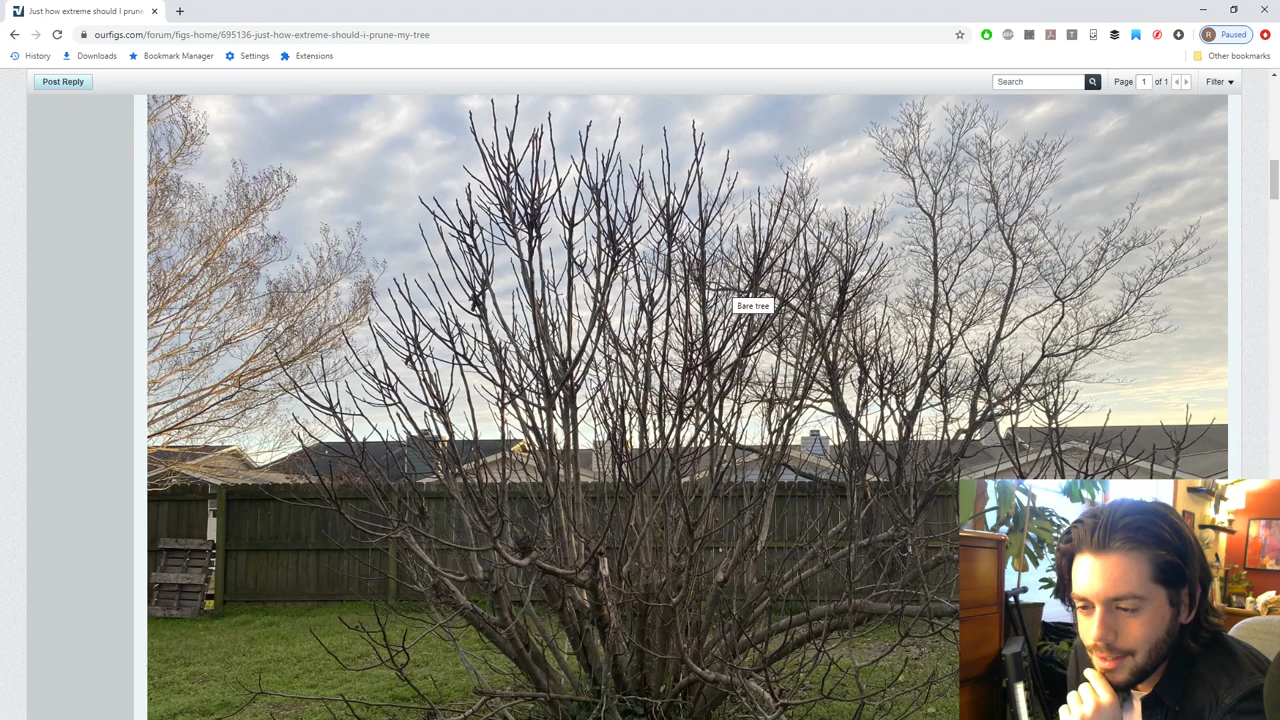 Just how extreme should I prune
ourfigs.com/forum/figs-home/695136-just-how-extreme-should-i-prune-my-tree
R Paused
History Downloads Bookmark Manager Settings Extensions Other bookmarks
Post Reply Search Page 1 of 1 Filter
Bare tree